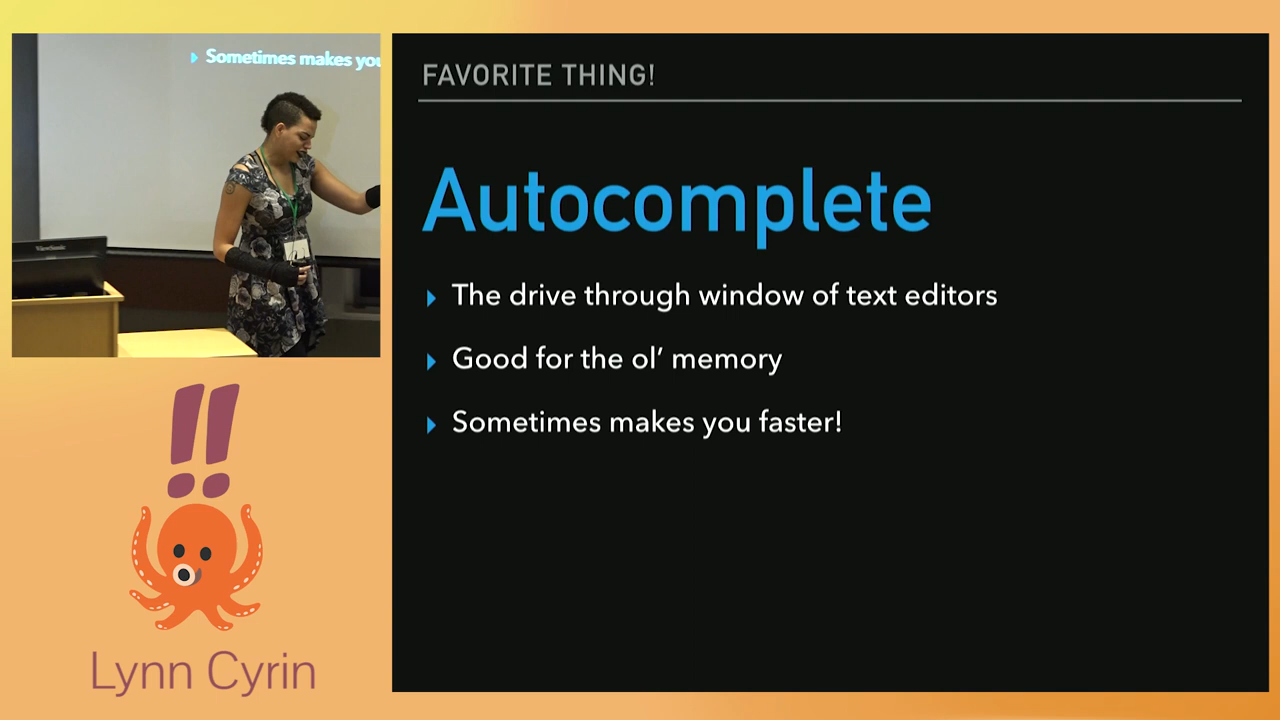 Sometimes makes you
ViewSonic
FAVORITE THING!
Autocomplete
The drive through window of text editors
Good for the ol’ memory
Sometimes makes you faster!
!!
Lynn Cyrin